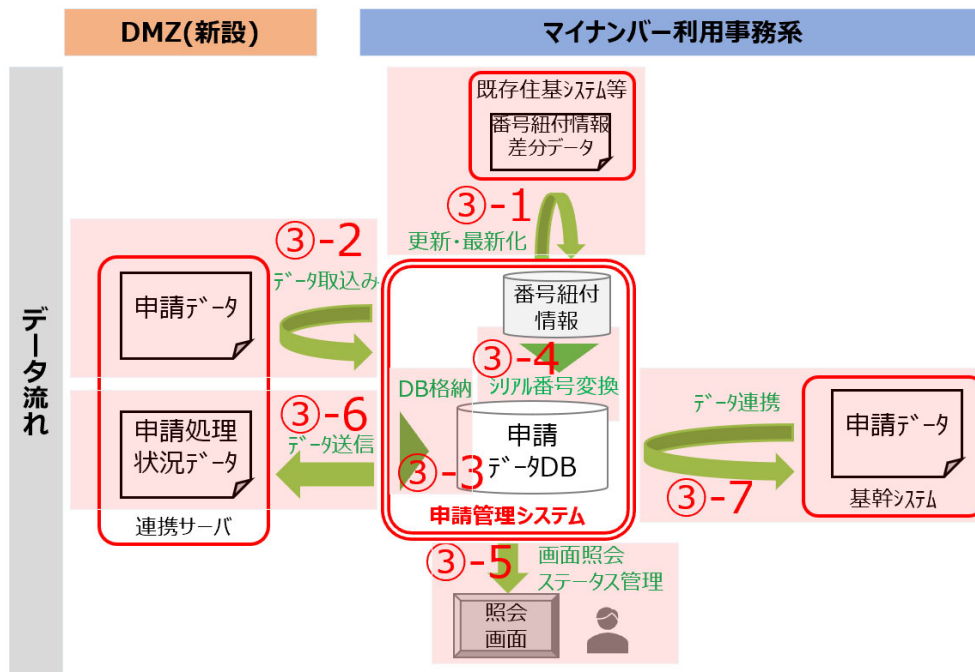 DMZ(新設)
マイナンバー利用事務系
データ流れ
既存住基ｼｽﾃﾑ等
番号紐付情報
差分データ
③-1
更新・最新化
③-2
ﾃﾞｰﾀ取込み
申請ﾃﾞｰﾀ
番号紐付
情報
③-4
ｼﾘｱﾙ番号変換
DB格納
③-3
申請
データDB
申請管理システム
③-6
ﾃﾞｰﾀ送信
申請処理
状況データ
連携サーバ
ﾃﾞｰﾀ連携
申請ﾃﾞｰﾀ
③-7
基幹ｼｽﾃﾑ
③-5
画面照会
ステータス管理
照会
画面